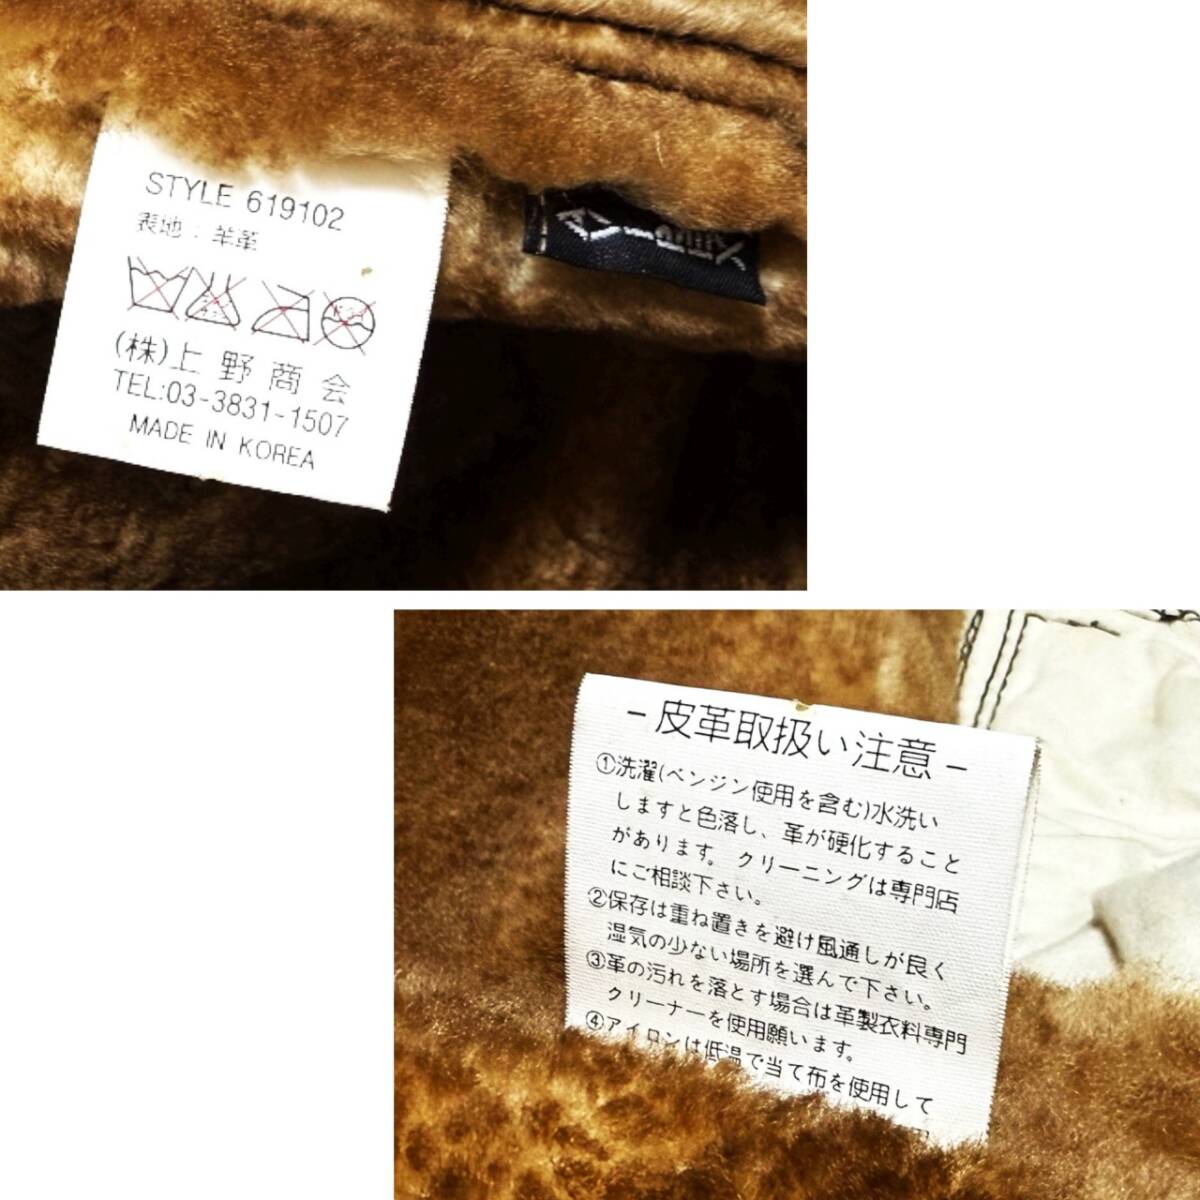 STYLE 619102
表地：羊革
(株)上野商会
TEL:03-3831-1507
MADE IN KOREA
－皮革取扱い注意－
①洗濯(ベンジン使用を含む)水洗い
しますと色落し、革が硬化すること
があります。クリーニングは専門店
にご相談下さい。
②保存は重ね置きを避け風通しが良く
湿気の少ない場所を選んで下さい。
③革の汚れを落とす場合は革製衣料専門
クリーナーを使用願います。
④アイロンは低温で当て布を使用して